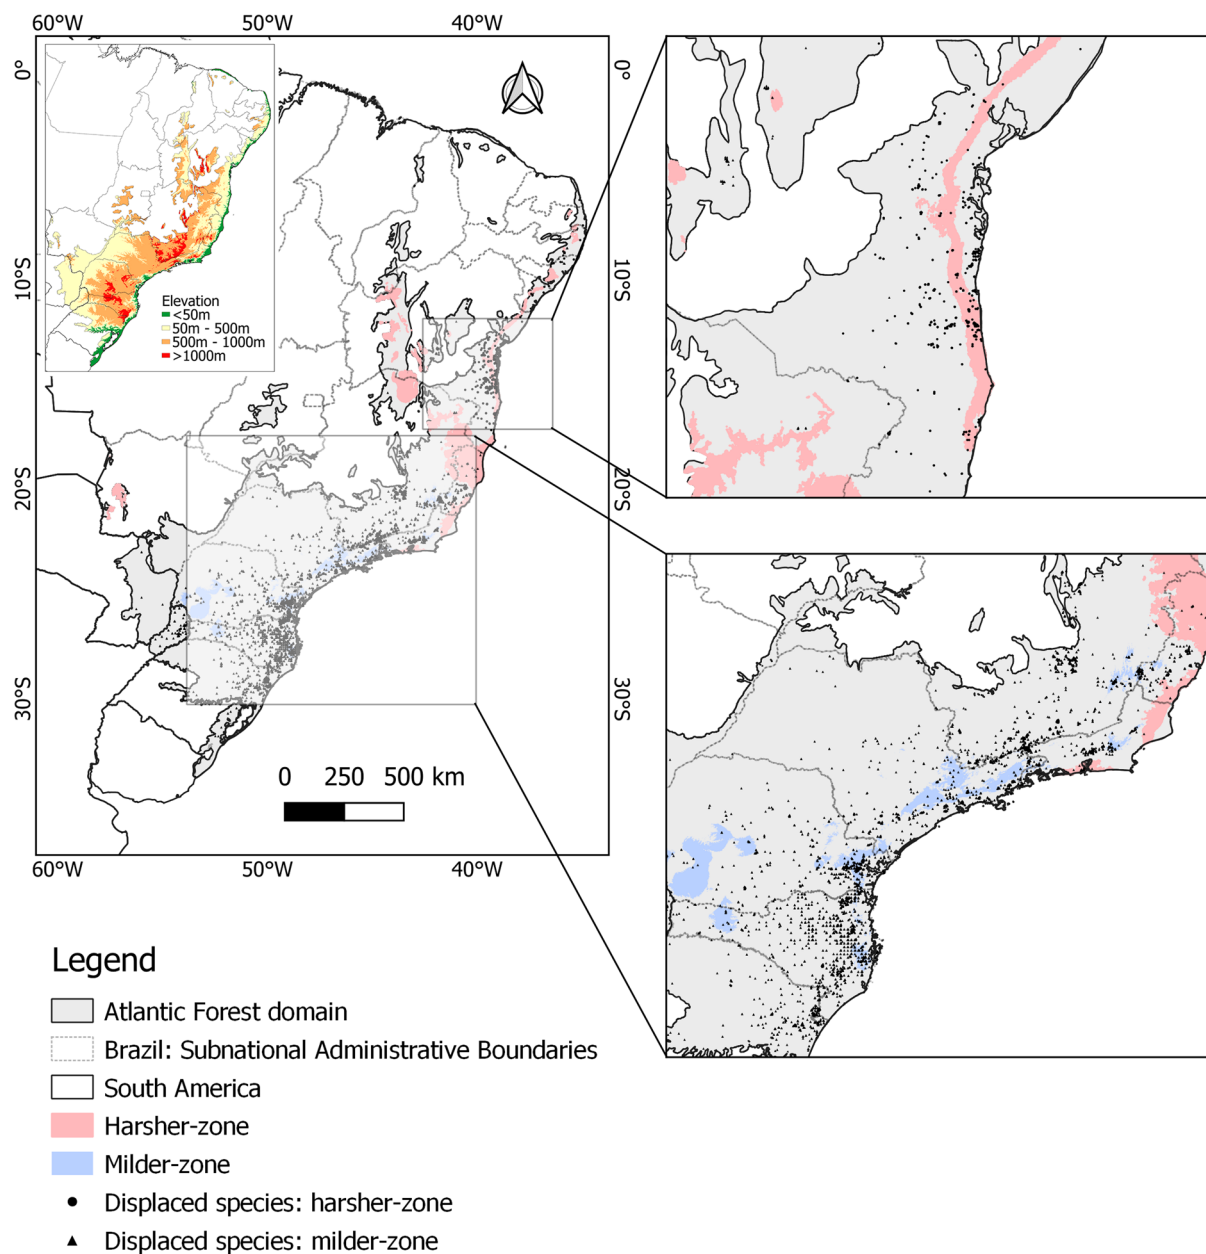 60°W 50°W 40°W
0° 0°
Elevation
<50m
50m - 500m
500m - 1000m
>1000m
10°S 10°S
20°S 20°S
30°S 30°S
0 250 500 km
60°W 50°W 40°W
Legend
Atlantic Forest domain
Brazil: Subnational Administrative Boundaries
South America
Harsher-zone
Milder-zone
Displaced species: harsher-zone
Displaced species: milder-zone